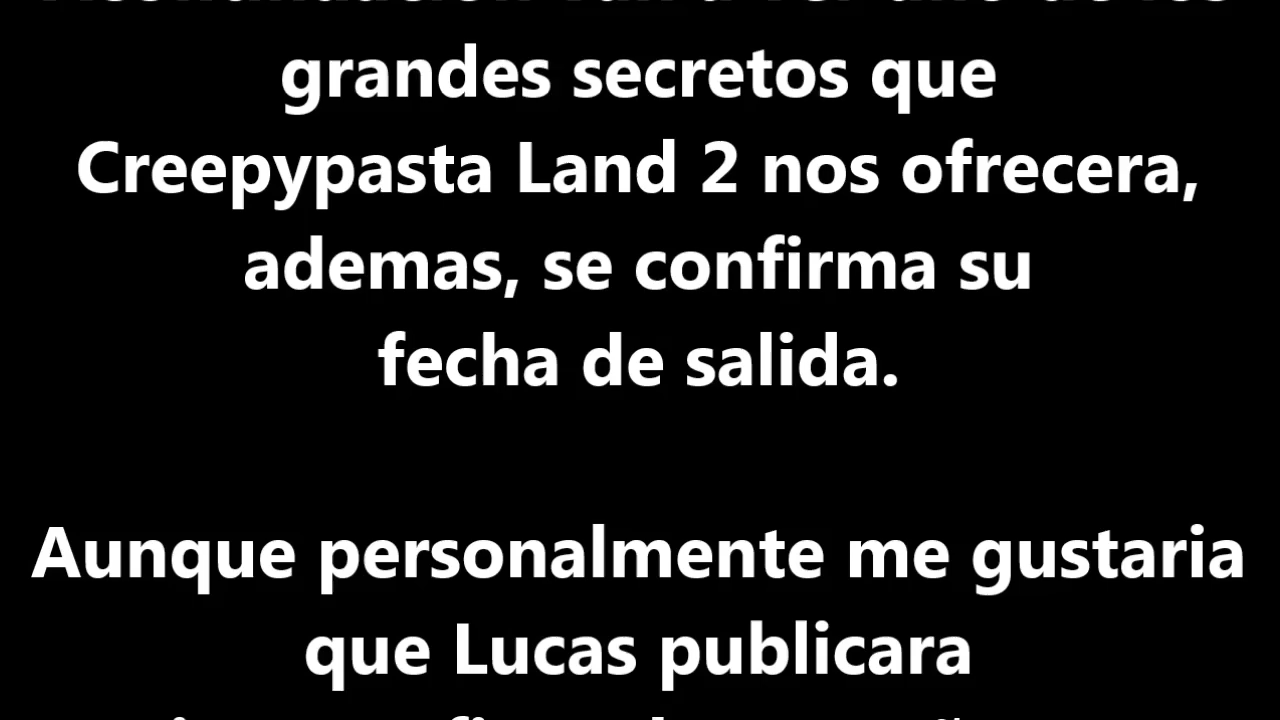 grandes secretos que
Creepypasta Land 2 nos ofrecera,
ademas, se confirma su
fecha de salida.
Aunque personalmente me gustaria
que Lucas publicara